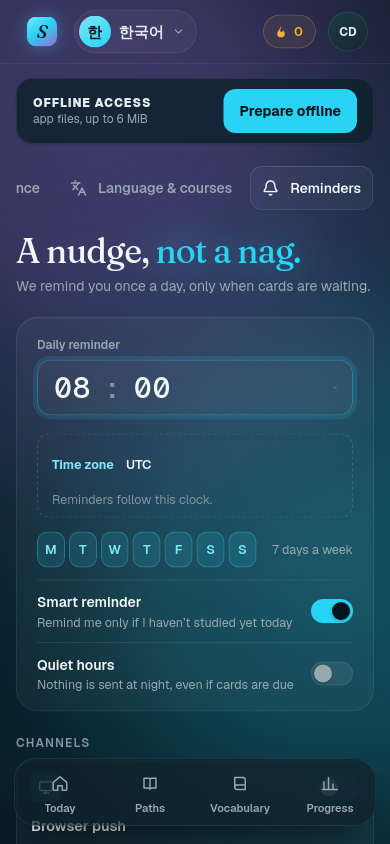 S
한 한국어
0
CD
OFFLINE ACCESS
app files, up to 6 MiB
Prepare offline
nce
Language & courses
Reminders
A nudge, not a nag.
We remind you once a day, only when cards are waiting.
Daily reminder
08 : 00
Time zone UTC
Reminders follow this clock.
M T W T F S S 7 days a week
Smart reminder
Remind me only if I haven't studied yet today
Quiet hours
Nothing is sent at night, even if cards are due
CHANNELS
Today Paths Vocabulary Progress
Browser push